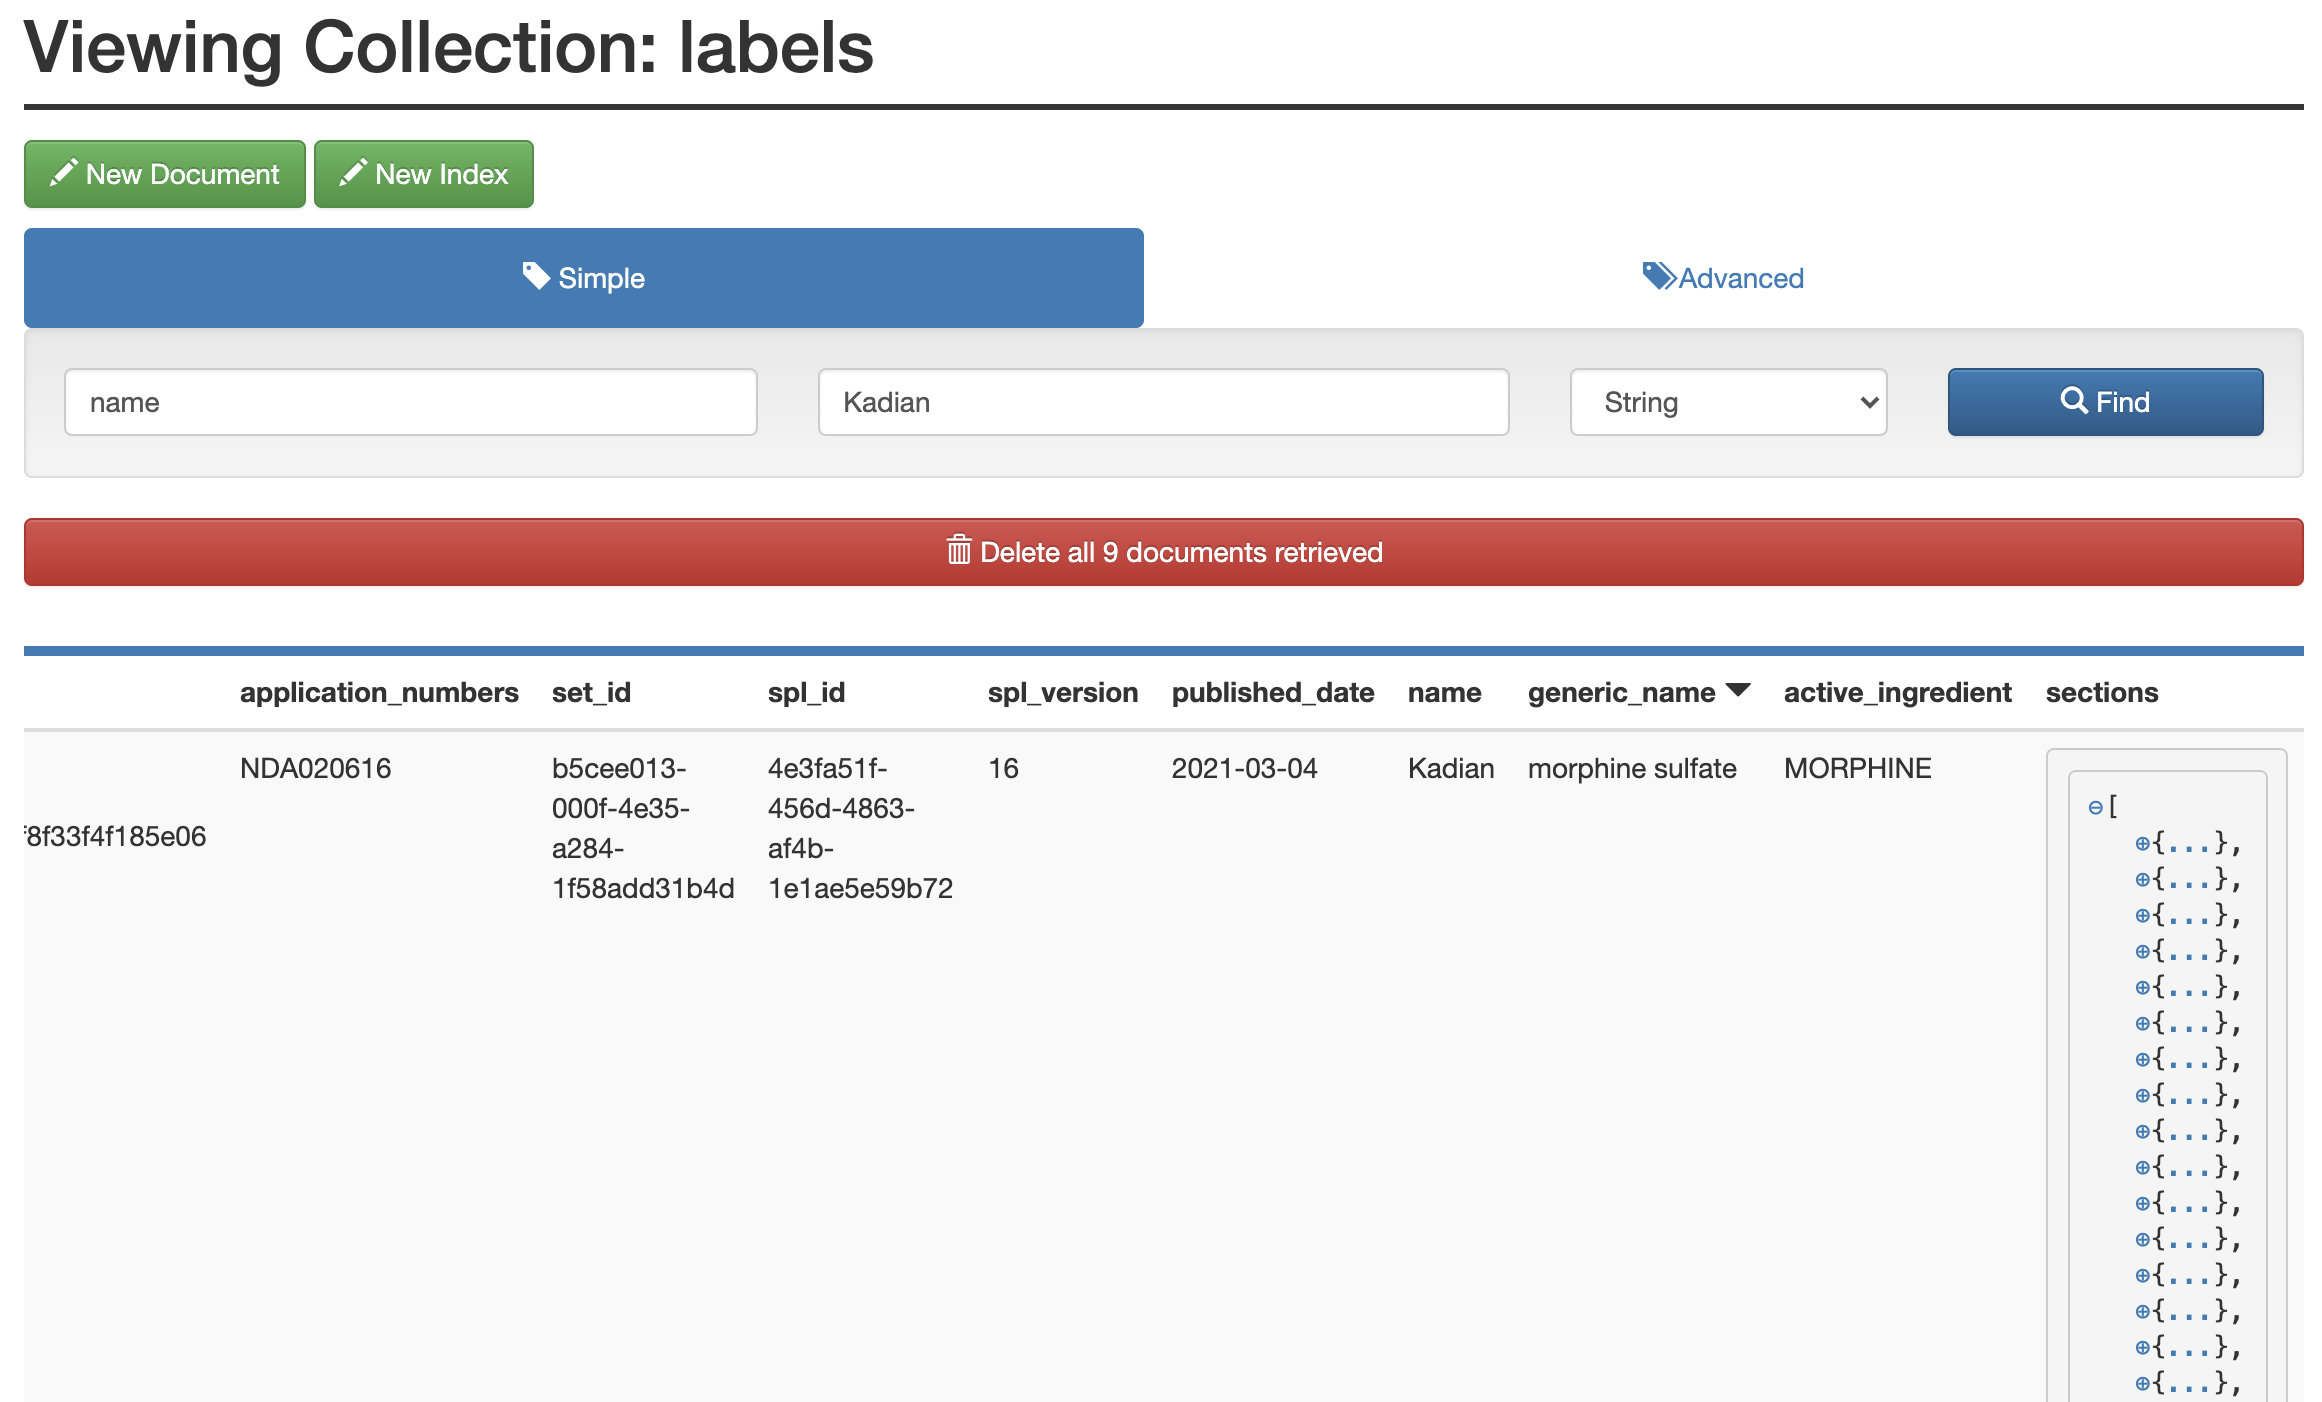 Viewing Collection: labels
New Document New Index
Simple Advanced
name Kadian String Find
Delete all 9 documents retrieved
application_numbers set_id spl_id spl_version published_date name generic_name active_ingredient sections
NDA020616 b5cee013- 4e3fa51f- 16 2021-03-04 Kadian morphine sulfate MORPHINE
000f-4e35- 456d-4863- [
8f33f4f185e06 a284- af4b- {...},
1f58add31b4d 1e1ae5e59b72 {...},
{...},
{...},
{...},
{...},
{...},
{...},
{...},
{...},
{...},
{...},
{...},
{...},
{...},
{...},